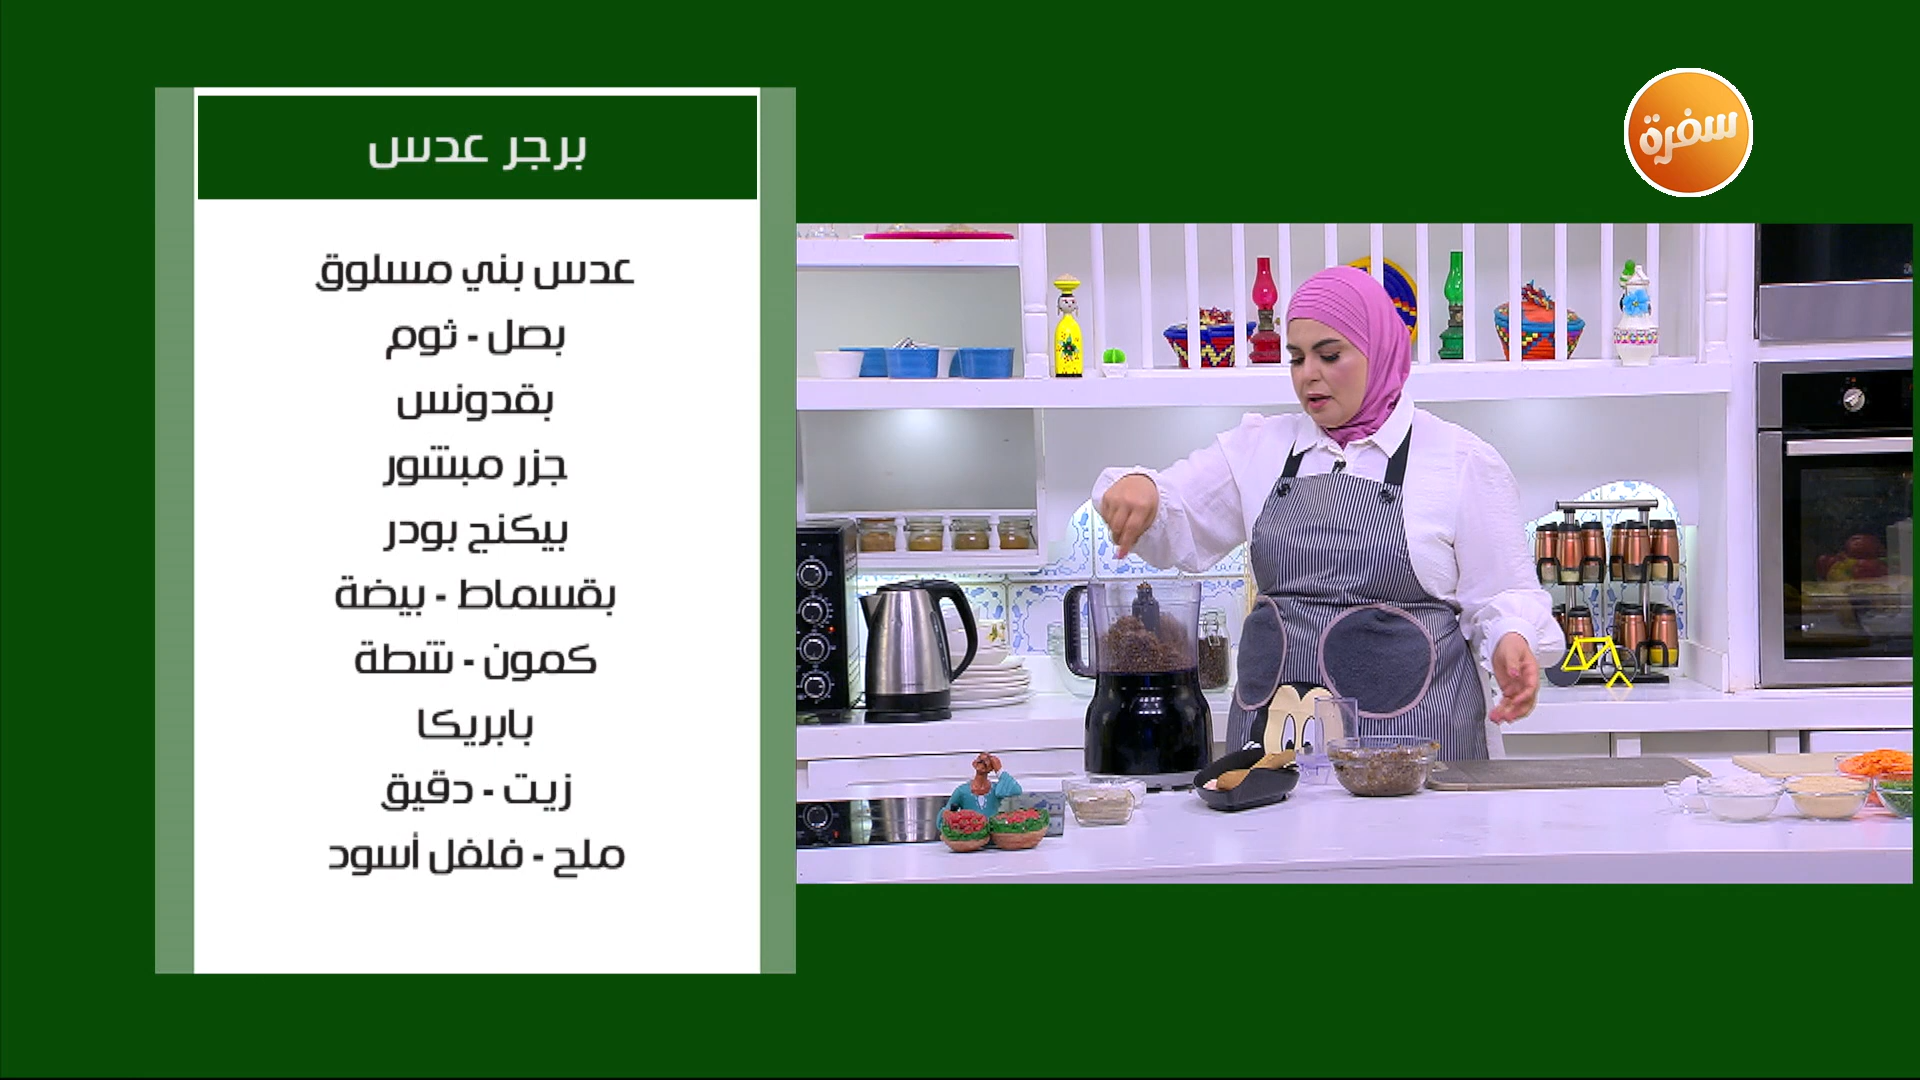 برجر عدس
عدس بني مسلوق
بصل - ثوم
بقدونس
جزر مبشور
بيكنج بودر
بقسماط - بيضة
كمون - شطة
بابريكا
زيت - دقيق
ملح - فلفل أسود
سفرة